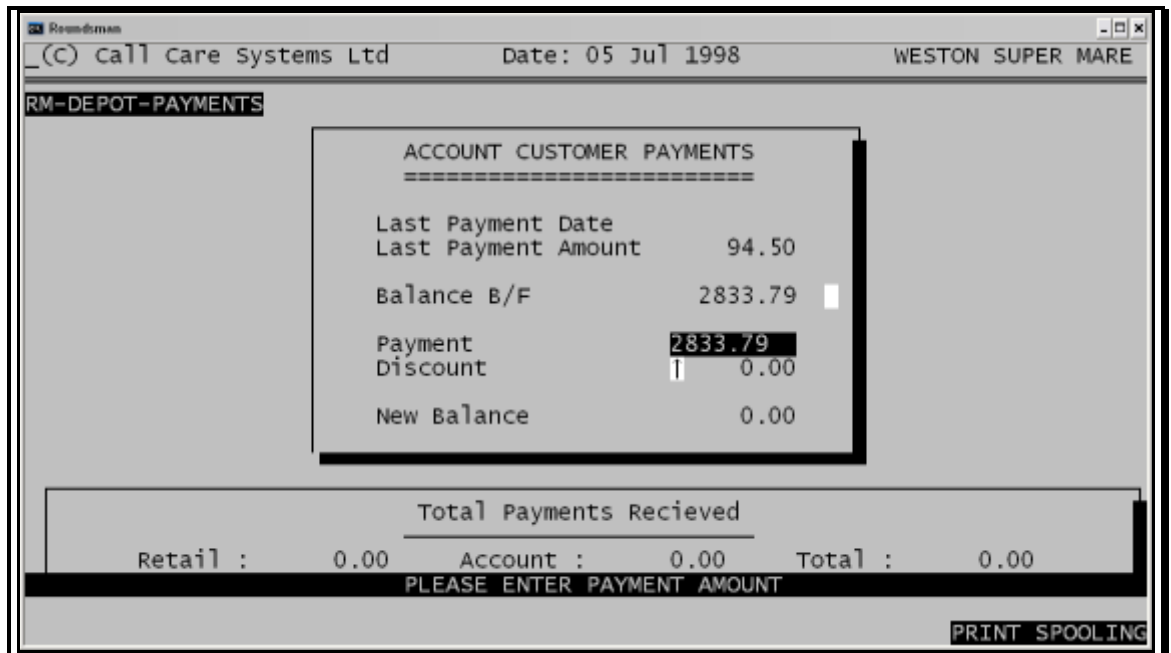 Roundsman
_(C) Call Care Systems Ltd Date: 05 Jul 1998 WESTON SUPER MARE
RM-DEPOT-PAYMENTS
ACCOUNT CUSTOMER PAYMENTS
=========================
Last Payment Date
Last Payment Amount 94.50
Balance B/F 2833.79
Payment 2833.79
Discount ↑ 0.00
New Balance 0.00
Total Payments Recieved
Retail : 0.00 Account : 0.00 Total : 0.00
PLEASE ENTER PAYMENT AMOUNT
PRINT SPOOLING